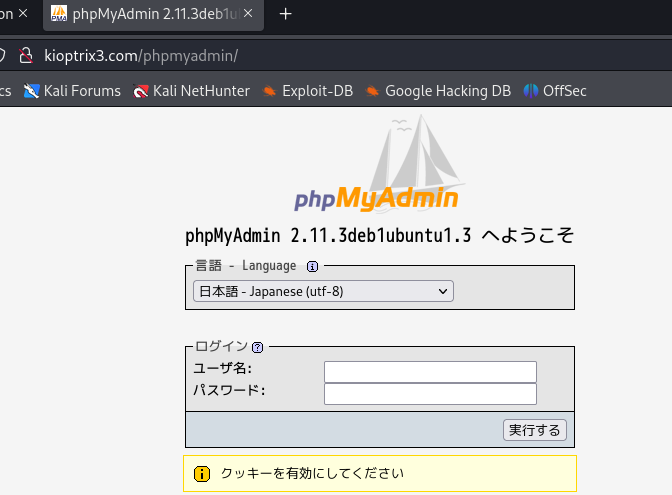 on
phpMyAdmin 2.11.3deb1ubu
kioptrix3.com/phpmyadmin/
cs Kali Forums Kali NetHunter Exploit-DB Google Hacking DB OffSec
phpMyAdmin
phpMyAdmin 2.11.3deb1ubuntu1.3 へようこそ
言語 - Language
日本語 - Japanese (utf-8)
ログイン
ユーザ名:
パスワード:
実行する
クッキーを有効にしてください